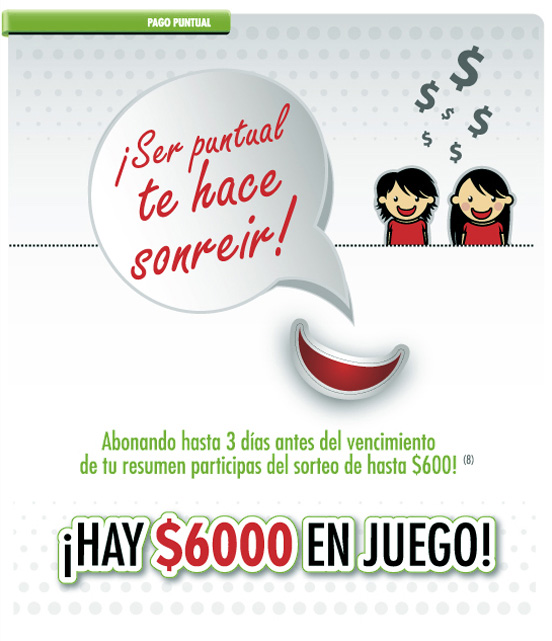 PAGO PUNTUAL
¡Ser puntual
te hace
sonreir!
$
$ $ $
$ $
Abonando hasta 3 días antes del vencimiento
de tu resumen participas del sorteo de hasta $600! (8)
¡HAY $6000 EN JUEGO!